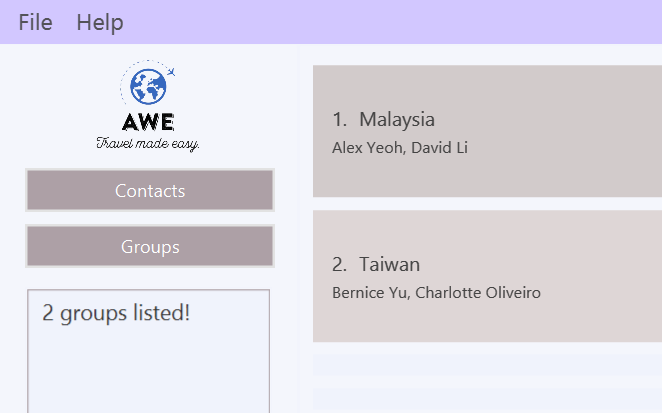 File Help
AWE
Travel made easy.
Contacts
Groups
2 groups listed!
1. Malaysia
Alex Yeoh, David Li
2. Taiwan
Bernice Yu, Charlotte Oliveiro